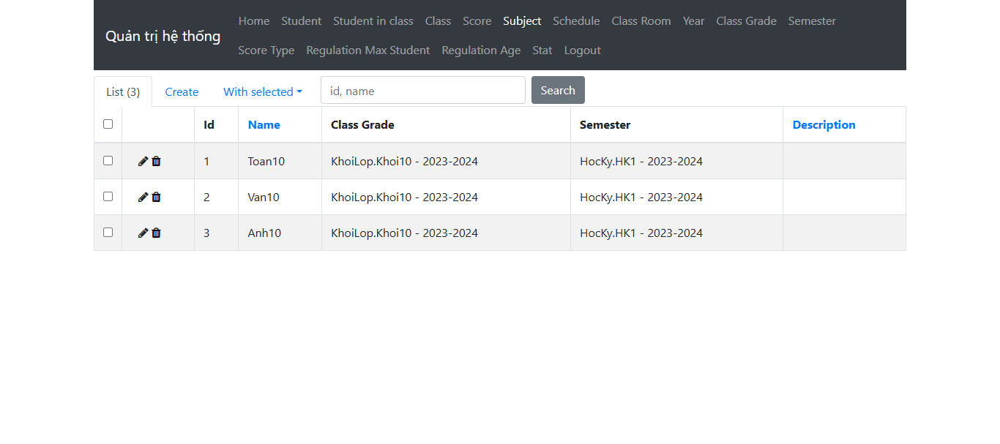 Quản trị hệ thống
Home Student Student in class Class Score Subject Schedule Class Room Year Class Grade Semester
Score Type Regulation Max Student Regulation Age Stat Logout
List (3) Create With selected id, name Search
Id Name Class Grade Semester Description
1 Toan10 KhoiLop.Khoi10 - 2023-2024 HocKy.HK1 - 2023-2024
2 Van10 KhoiLop.Khoi10 - 2023-2024 HocKy.HK1 - 2023-2024
3 Anh10 KhoiLop.Khoi10 - 2023-2024 HocKy.HK1 - 2023-2024